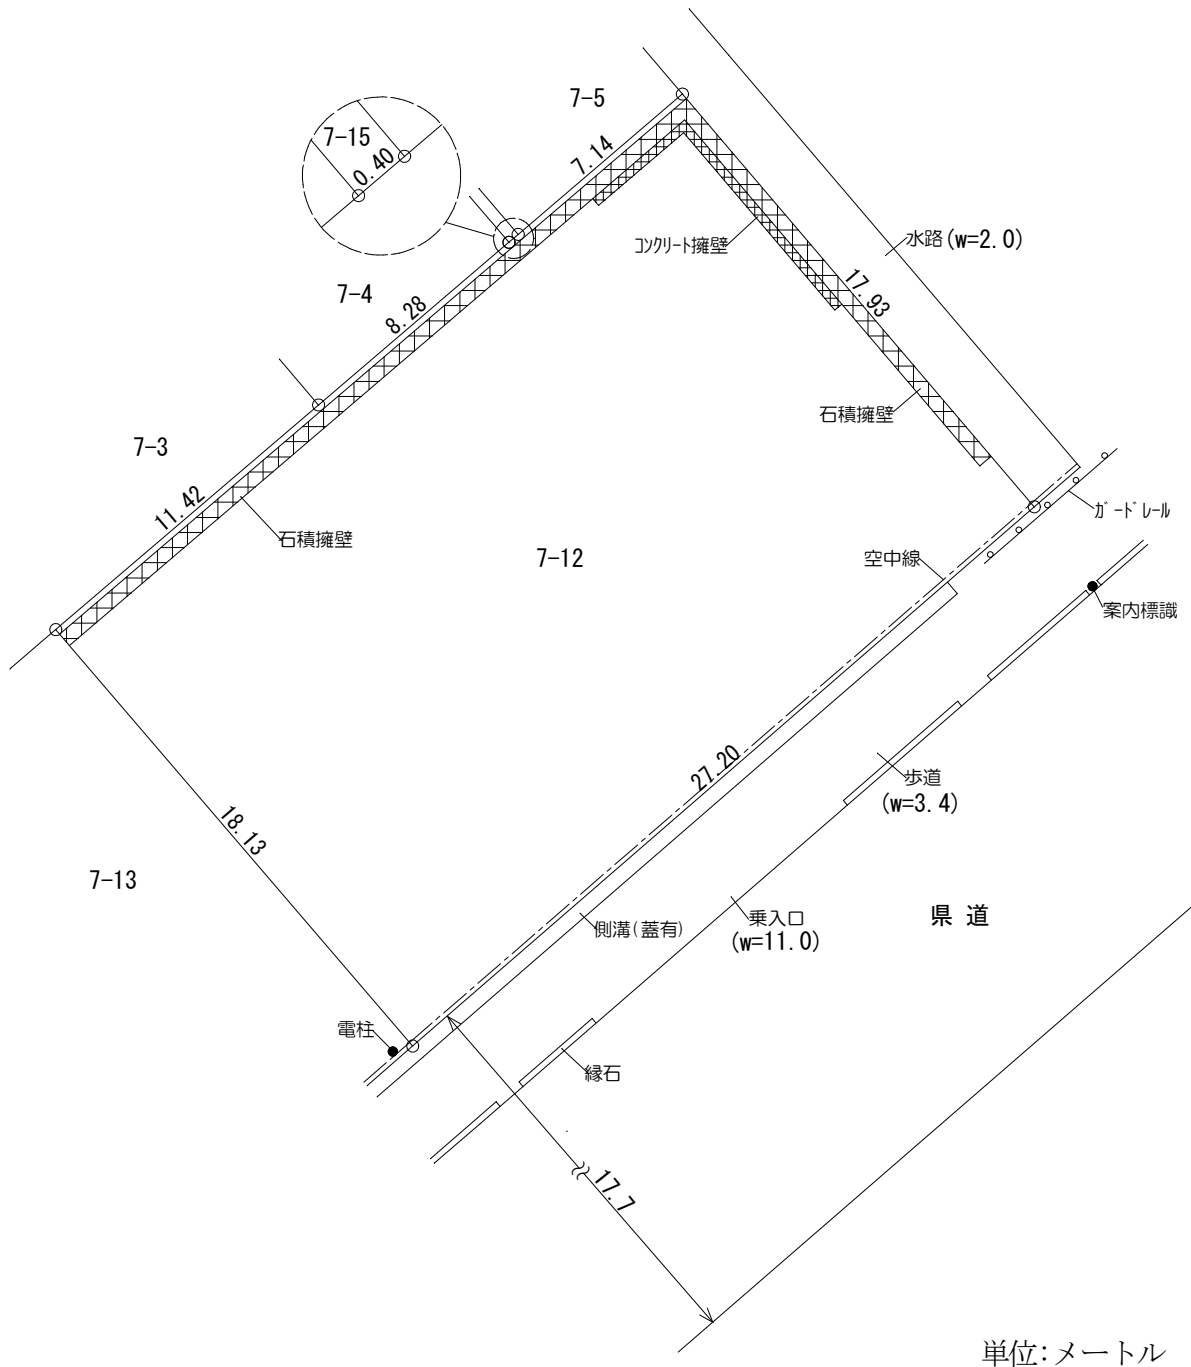 7-5
7-15
0.40
7.14
水路(w=2.0)
コンクリート擁壁
7-4
8.28
17.93
石積擁壁
7-3
11.42
石積擁壁
ガードレール
7-12
空中線
案内標識
27.20
歩道
(w=3.4)
18.13
7-13
県 道
乗入口
(w=11.0)
側溝(蓋有)
電柱
縁石
17.7
単位:メートル